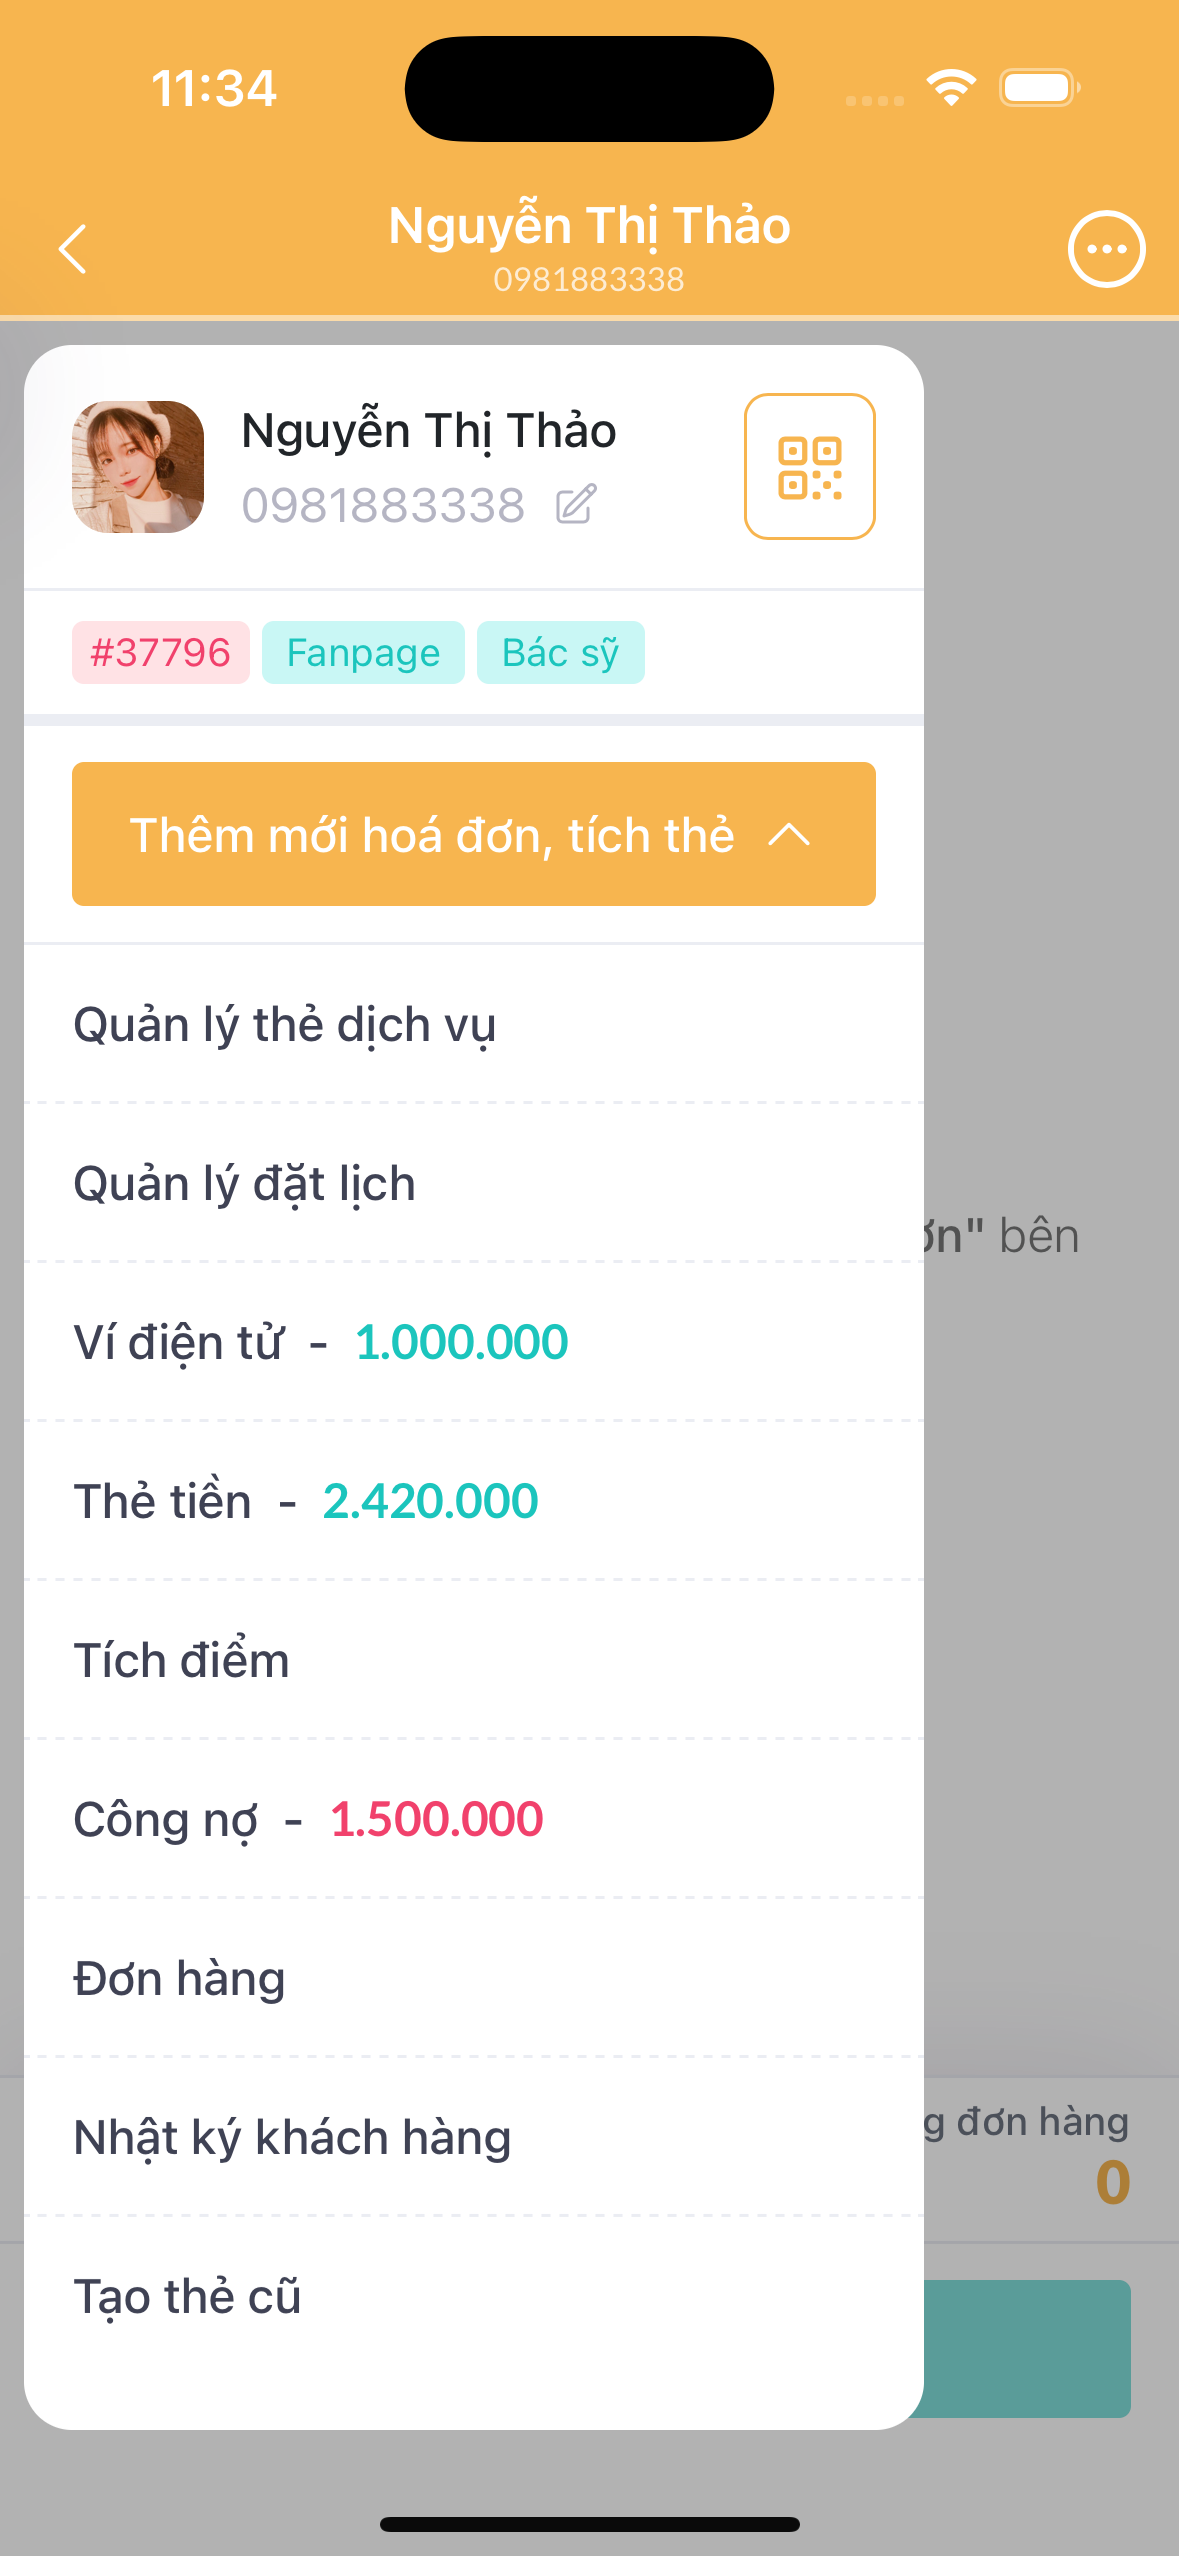 11:34
Nguyễn Thị Thảo
0981883338
Nguyễn Thị Thảo
0981883338
#37796 Fanpage Bác sỹ
Thêm mới hoá đơn, tích thẻ
Quản lý thẻ dịch vụ
Quản lý đặt lịch
bên
Ví điện tử - 1.000.000
Thẻ tiền - 2.420.000
Tích điểm
Công nợ - 1.500.000
Đơn hàng
Nhật ký khách hàng
đơn hàng
0
Tạo thẻ cũ